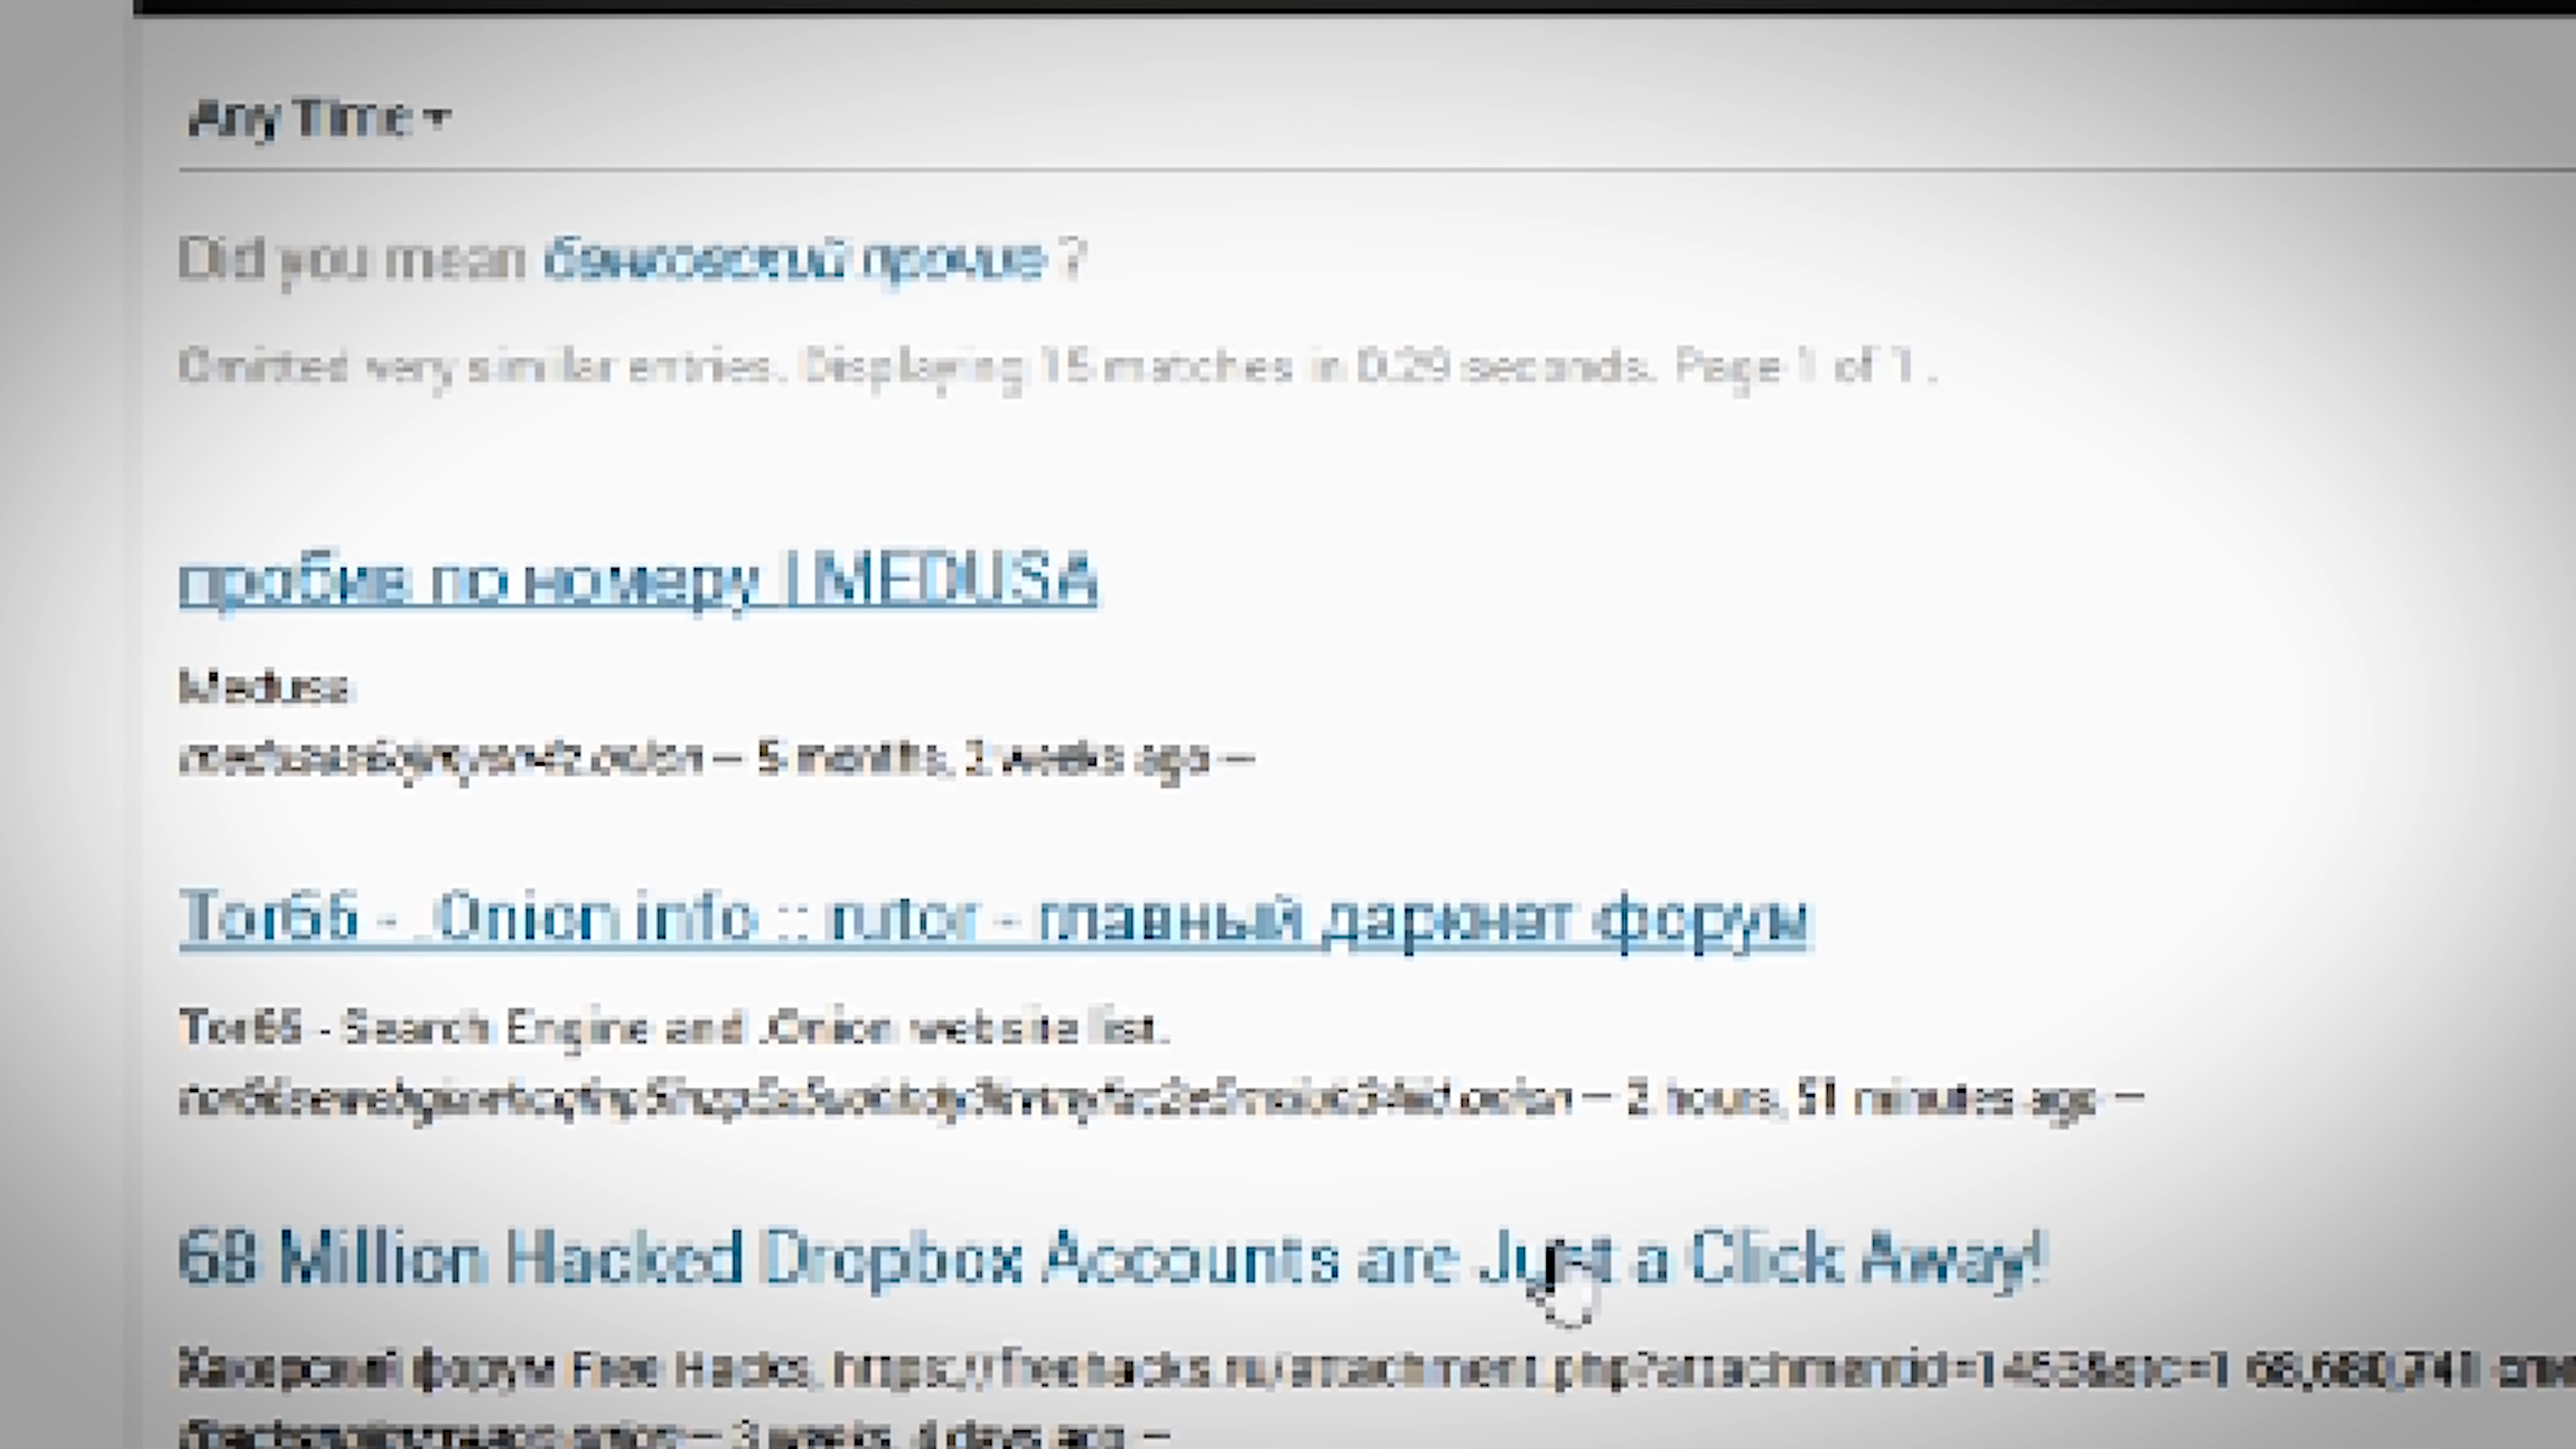 Any Time
Did you mean банковский прочие ?
Omitted very similar entries. Displaying 15 matches in 0.29 seconds. Page 1 of 1.
пробив по номеру | MEDUSA
Medusa
— 5 months, 2 weeks ago —
Tor66 - .Onion info :: rutor - главный даркнет форум
Tor66 - Search Engine and .Onion website list.
— 2 hours, 51 minutes ago —
68 Million Hacked Dropbox Accounts are Just a Click Away!
Хакерский форум Free Hacks, 68,680,741
— 3 weeks, 4 days ago —